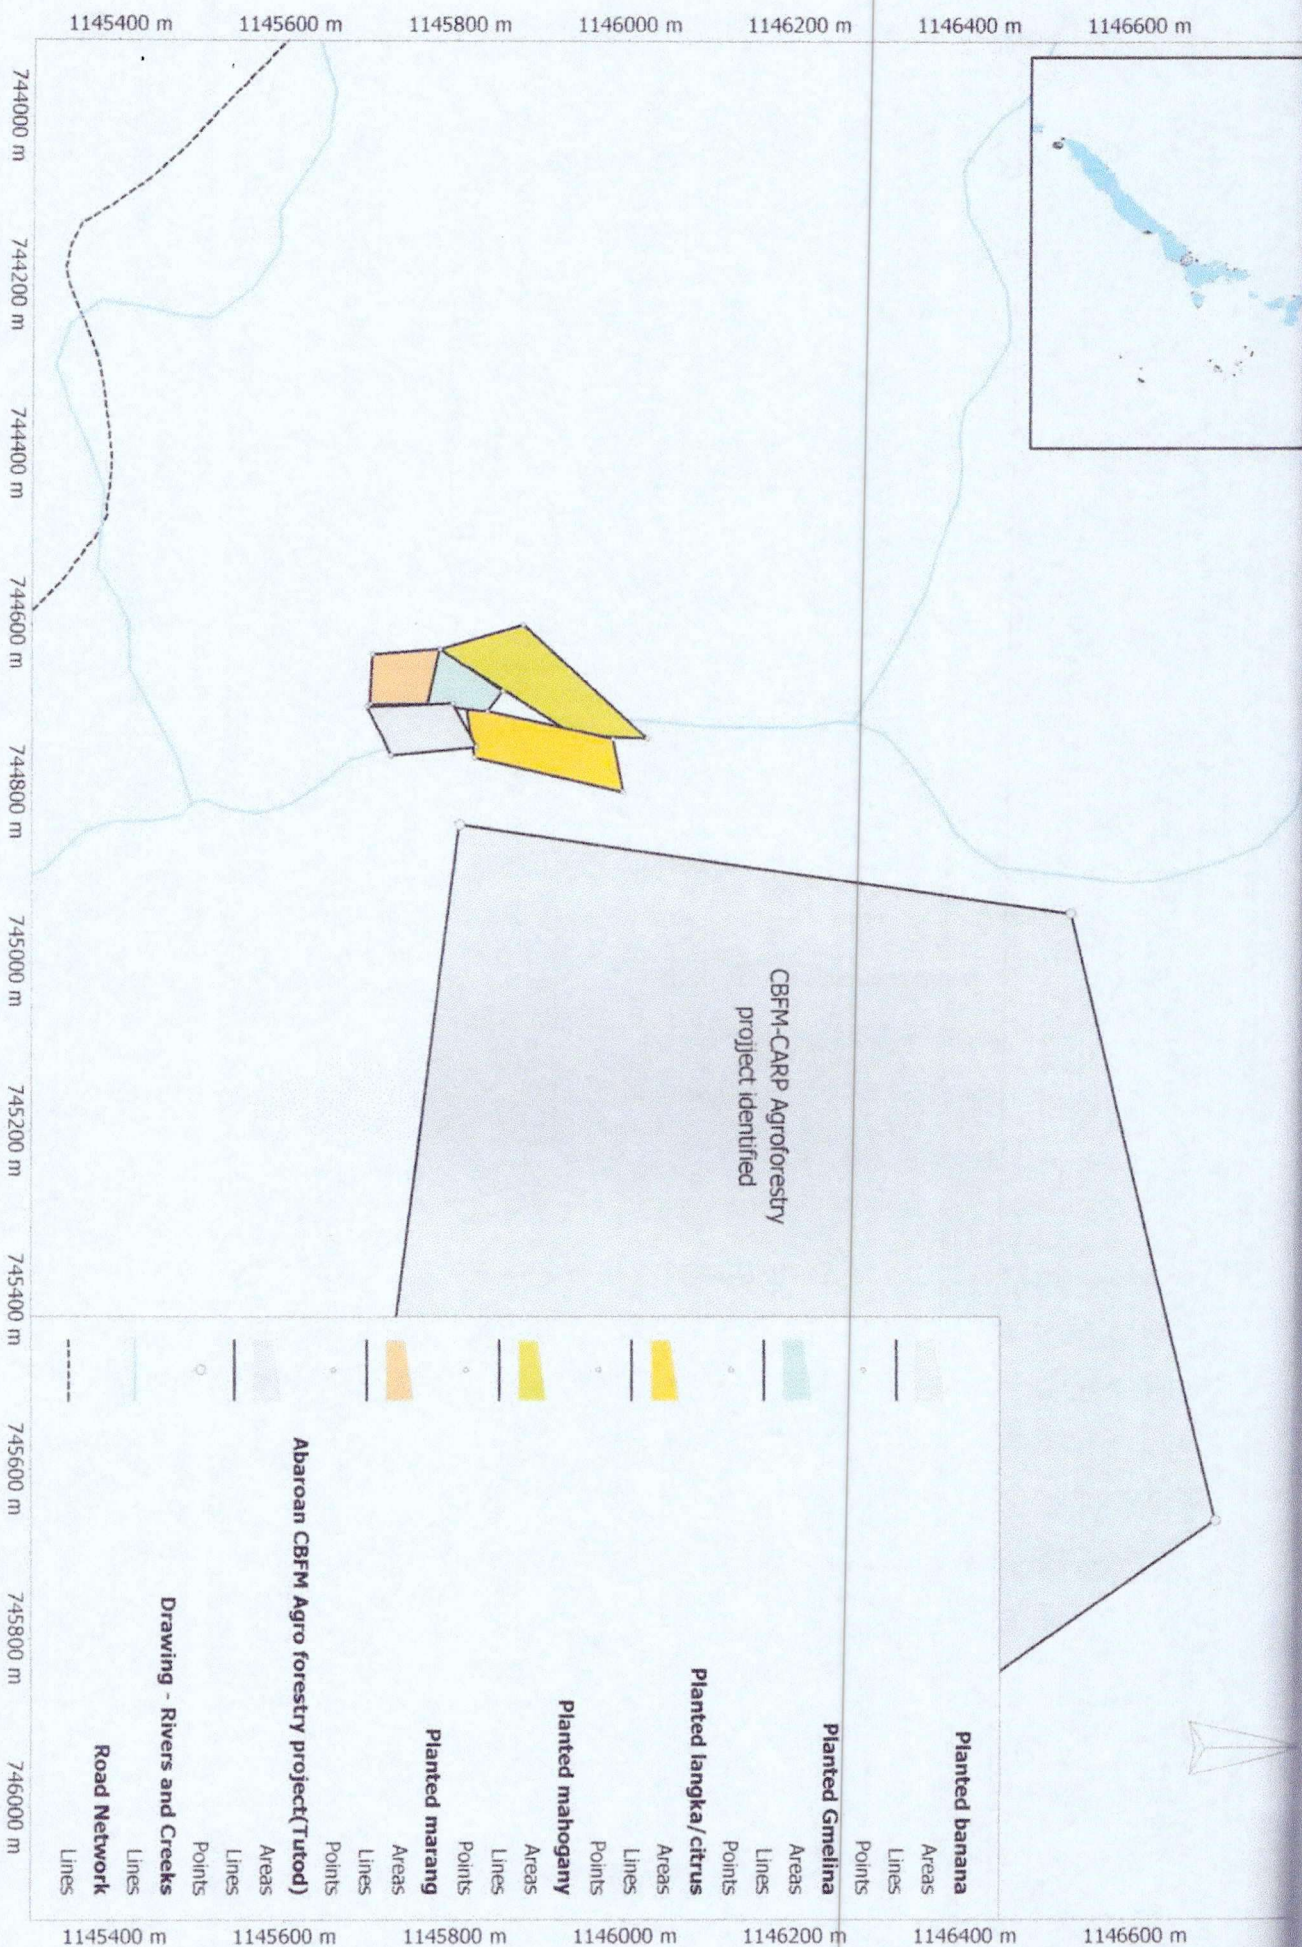 1145400 m
1145600 m
1145800 m
1146000 m
1146200 m
1146400 m
1146600 m
744000 m
744200 m
744400 m
744600 m
744800 m
745000 m
745200 m
745400 m
745600 m
745800 m
746000 m
CBFM-CARP Agroforestry
projject identified
Planted banana
Areas
Points
Planted Gmelina
Areas
Points
Planted langka/citrus
Areas
Lines
Points
Planted mahogany
Areas
Lines
Points
Planted marang
Areas
Lines
Points
Abaroan CBFM Agro forestry project(Tutod)
Areas
Lines
Points
Drawing - Rivers and Creeks
Lines
Road Network
Lines
1145400 m
1145600 m
1145800 m
1146000 m
1146200 m
1146400 m
1146600 m